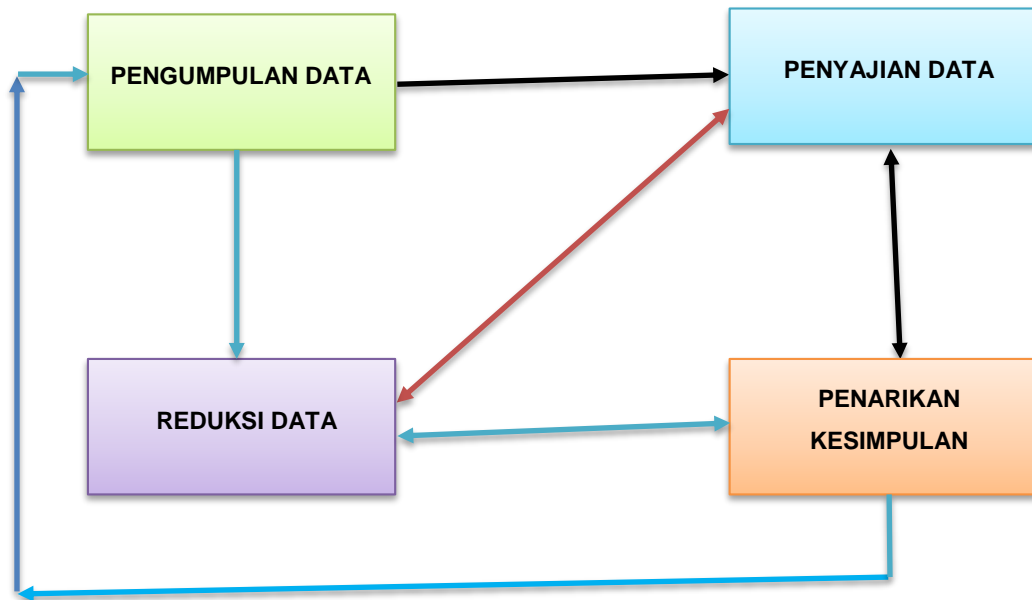 PENGUMPULAN DATA
PENYAJIAN DATA
REDUKSI DATA
PENARIKAN
KESIMPULAN